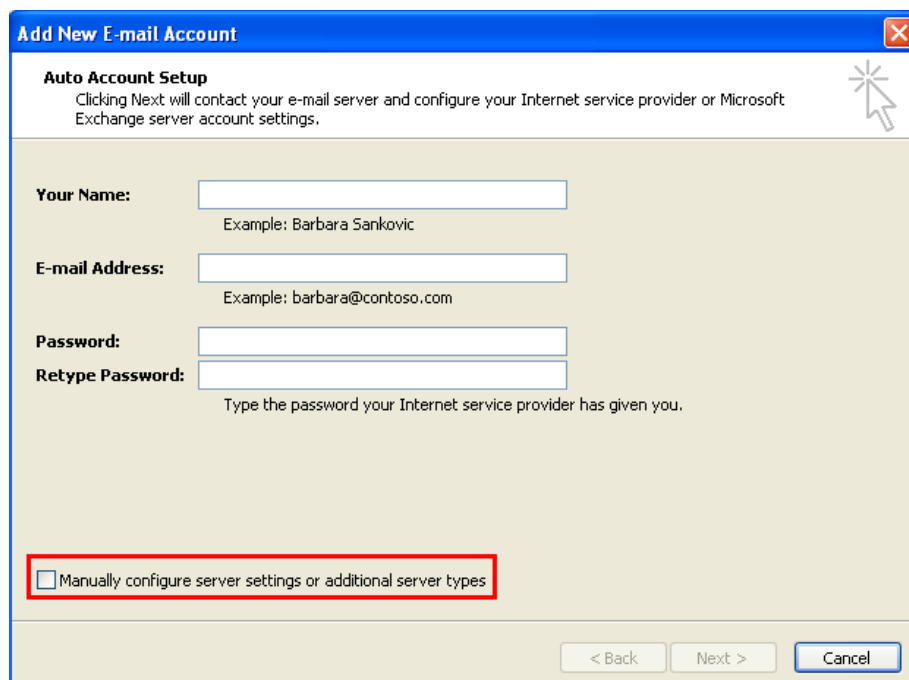 Add New E-mail Account
Auto Account Setup
Clicking Next will contact your e-mail server and configure your Internet service provider or Microsoft
Exchange server account settings.
Your Name:
Example: Barbara Sankovic
E-mail Address:
Example: barbara@contoso.com
Password:
Retype Password:
Type the password your Internet service provider has given you.
Manually configure server settings or additional server types
< Back Next > Cancel